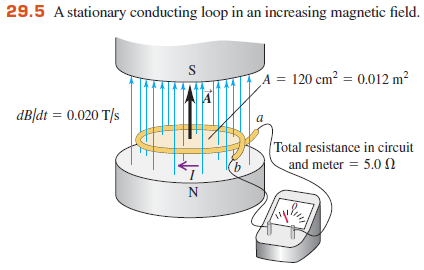 29.5 A stationary conducting loop in an increasing magnetic field.
S
A = 120 cm² = 0.012 m²
A⃗
dB/dt = 0.020 T/s
a
Total resistance in circuit
and meter = 5.0 Ω
b
I
N
0